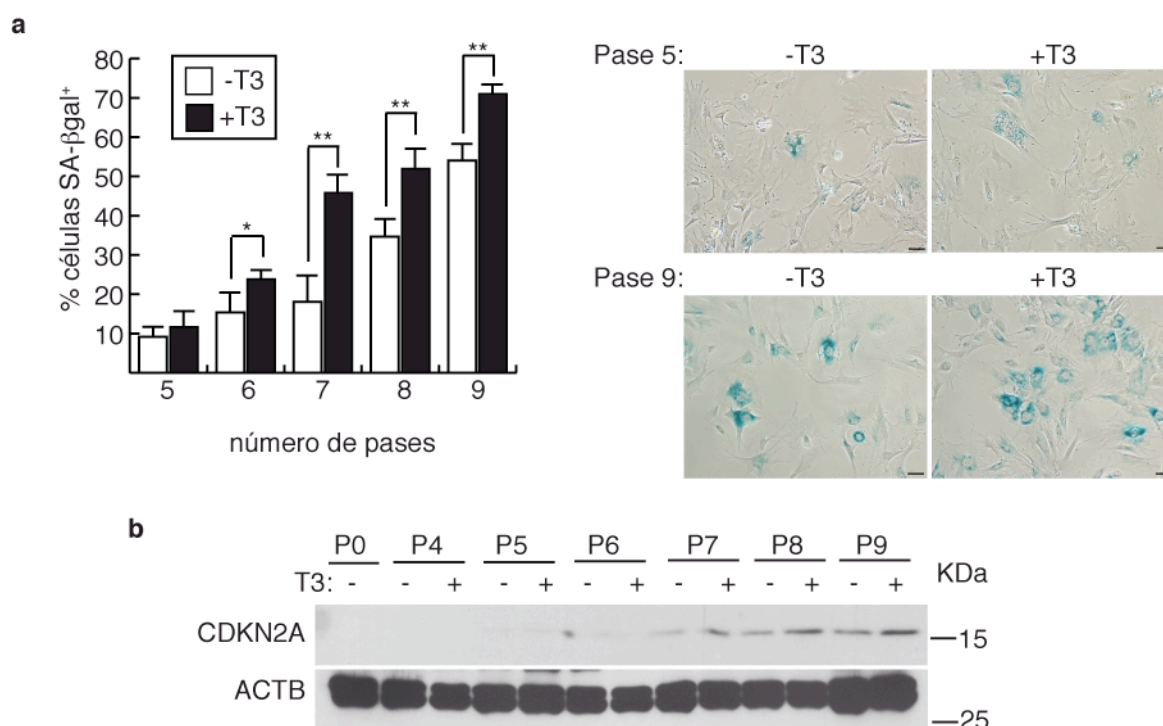 a
% células SA-βgal⁺
80
70
60
50
40
30
20
10
-T3
+T3
*
**
**
**
5 6 7 8 9
número de pases
Pase 5: -T3 +T3
Pase 9: -T3 +T3
b
P0 P4 P5 P6 P7 P8 P9
T3: - - + - + - + - + - + - + KDa
CDKN2A
15
ACTB
25